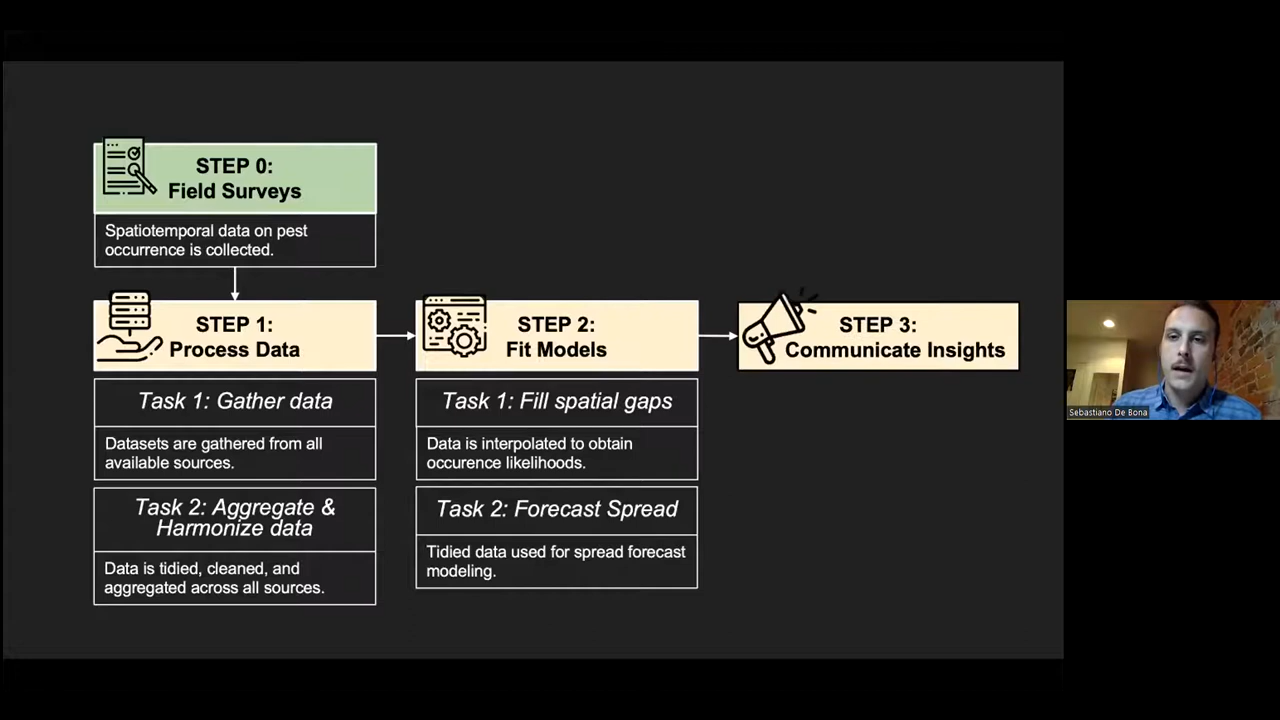 STEP 0:
Field Surveys
Spatiotemporal data on pest
occurrence is collected.
STEP 1:
Process Data
Task 1: Gather data
Datasets are gathered from all
available sources.
Task 2: Aggregate &
Harmonize data
Data is tidied, cleaned, and
aggregated across all sources.
STEP 2:
Fit Models
Task 1: Fill spatial gaps
Data is interpolated to obtain
occurence likelihoods.
Task 2: Forecast Spread
Tidied data used for spread forecast
modeling.
STEP 3:
Communicate Insights
Sebastiano De Bona